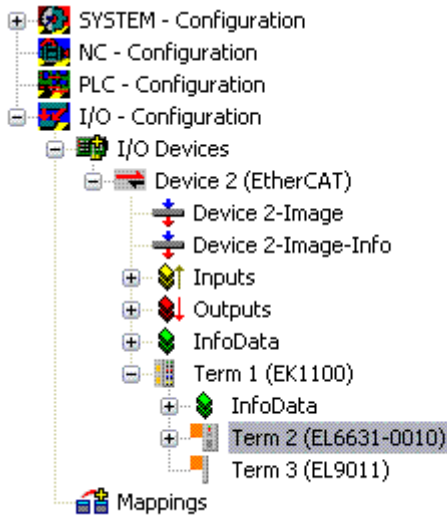 SYSTEM - Configuration
NC - Configuration
PLC - Configuration
I/O - Configuration
I/O Devices
Device 2 (EtherCAT)
Device 2-Image
Device 2-Image-Info
Inputs
Outputs
InfoData
Term 1 (EK1100)
InfoData
Term 2 (EL6631-0010)
Term 3 (EL9011)
Mappings